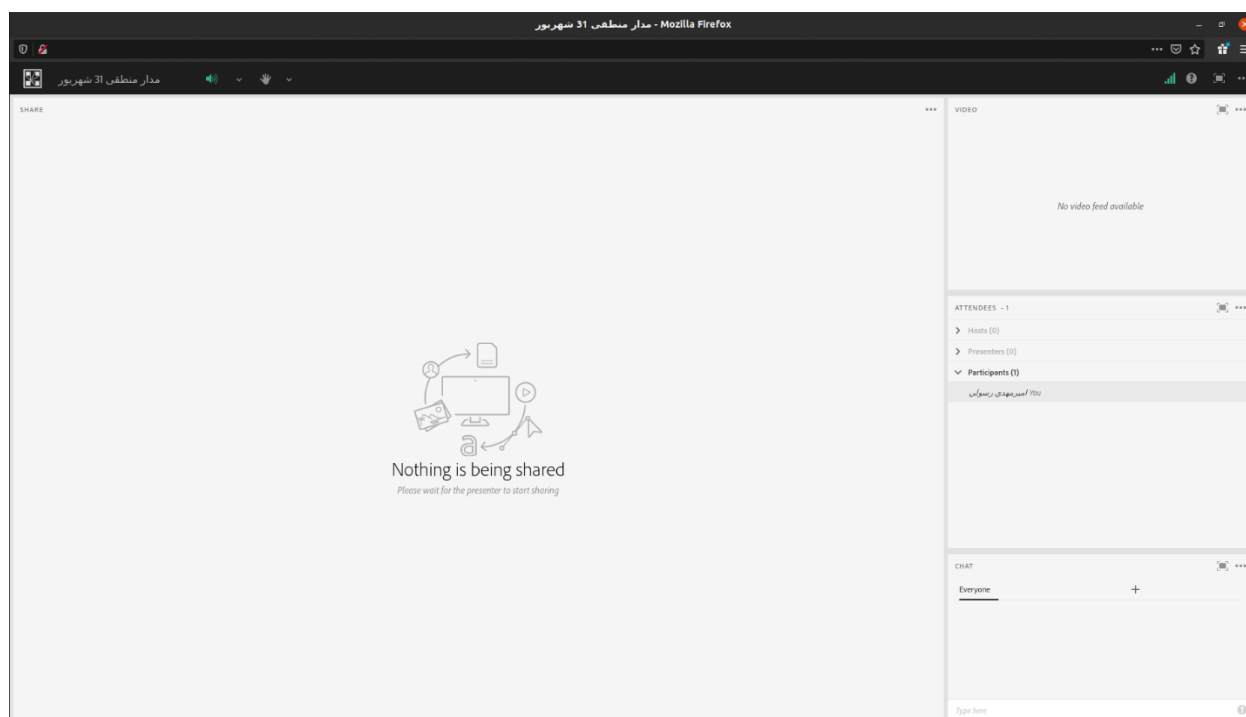 مدار منطقی 31 شهریور - Mozilla Firefox
مدار منطقی 31 شهریور
SHARE
Nothing is being shared
Please wait for the presenter to start sharing
VIDEO
No video feed available
ATTENDEES - 1
Hosts (0)
Presenters (0)
Participants (1)
امیرمهدی رسولی You
CHAT
Everyone
Type here